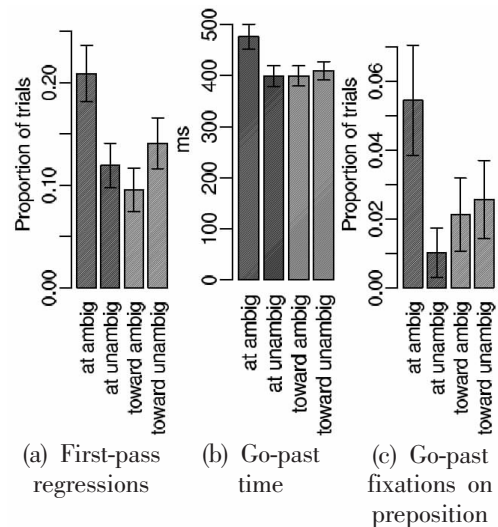 Proportion of trials
0.00 0.10 0.20
at ambig
at unambig
toward ambig
toward unambig
(a) First-pass
regressions
ms
0 100 200 300 400 500
at ambig
at unambig
toward ambig
toward unambig
(b) Go-past
time
Proportion of trials
0.00 0.02 0.04 0.06
at ambig
at unambig
toward ambig
toward unambig
(c) Go-past
fixations on
preposition